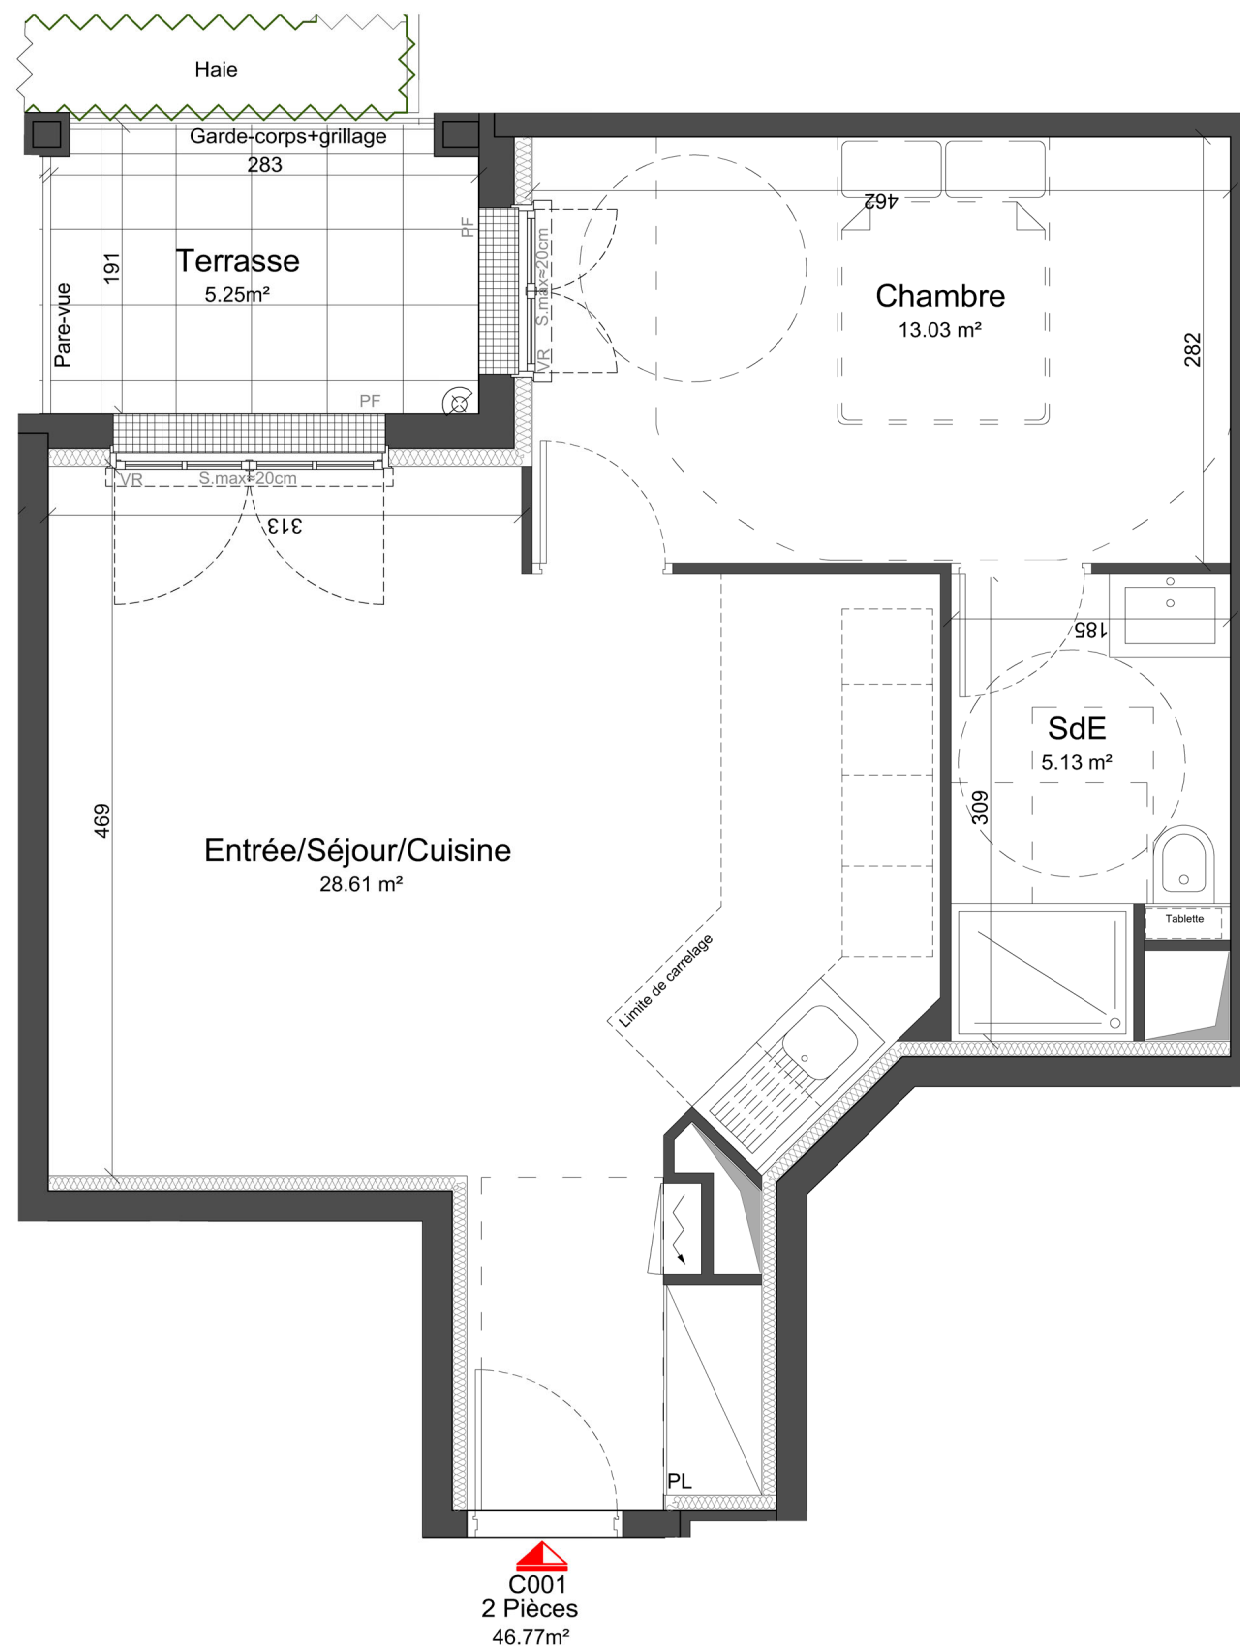 Haie
Garde-corps+grillage
283
PF
Terrasse
5.25m²
191
Pare-vue
PF
S.max≈20cm
VR
462
Chambre
13.03 m²
282
VR
S.max≈20cm
313
185
SdE
5.13 m²
309
469
Entrée/Séjour/Cuisine
28.61 m²
Tablette
Limite de carrelage
PL
C001
2 Pièces
46.77m²